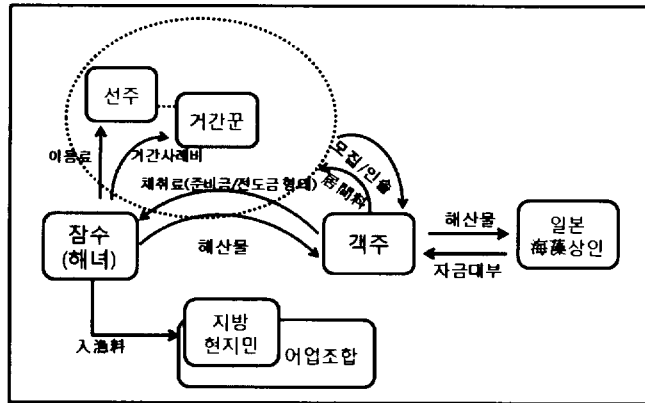 선주
거간꾼
이용료
거간사례비
모집/인솔
居間料
채취료(준비금/전도금 형태)
잠수
(해녀)
해산물
객주
해산물
일본
海藻상인
자금대부
지방
현지민
入漁料
어업조합